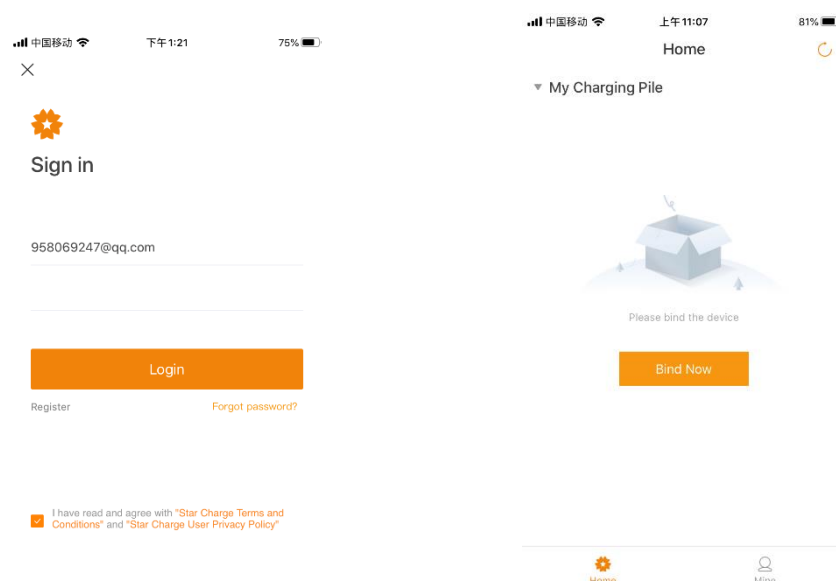 中国移动 下午1:21 75%
Sign in
958069247@qq.com
Login
Register Forgot password?
I have read and agree with "Star Charge Terms and
Conditions" and "Star Charge User Privacy Policy"
中国移动 上午11:07 81%
Home
My Charging Pile
Please bind the device
Bind Now
Home Mine